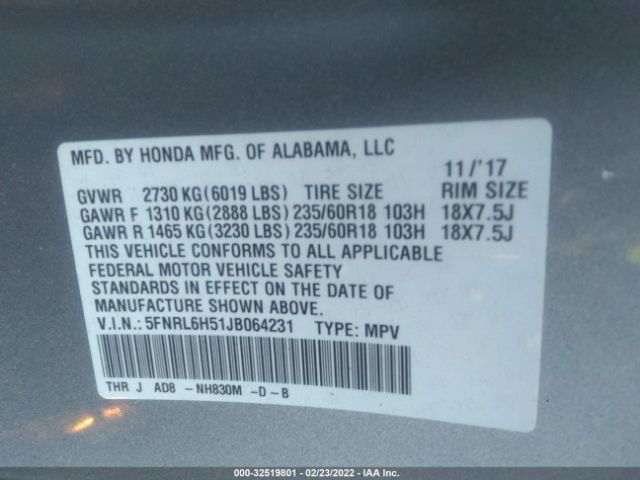 MFD. BY HONDA MFG. OF ALABAMA, LLC
11/'17
GVWR 2730 KG (6019 LBS) TIRE SIZE RIM SIZE
GAWR F 1310 KG (2888 LBS) 235/60R18 103H 18X7.5J
GAWR R 1465 KG (3230 LBS) 235/60R18 103H 18X7.5J
THIS VEHICLE CONFORMS TO ALL APPLICABLE
FEDERAL MOTOR VEHICLE SAFETY
STANDARDS IN EFFECT ON THE DATE OF
MANUFACTURE SHOWN ABOVE.
V.I.N.: 5FNRL6H51JB064231 TYPE: MPV
THR J AD8 -NH830M -D-B
000-32519801 - 02/23/2022 - IAA Inc.